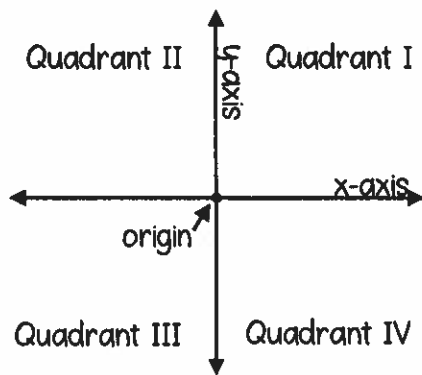 Quadrant II
Quadrant I
y-axis
x-axis
origin
Quadrant III
Quadrant IV